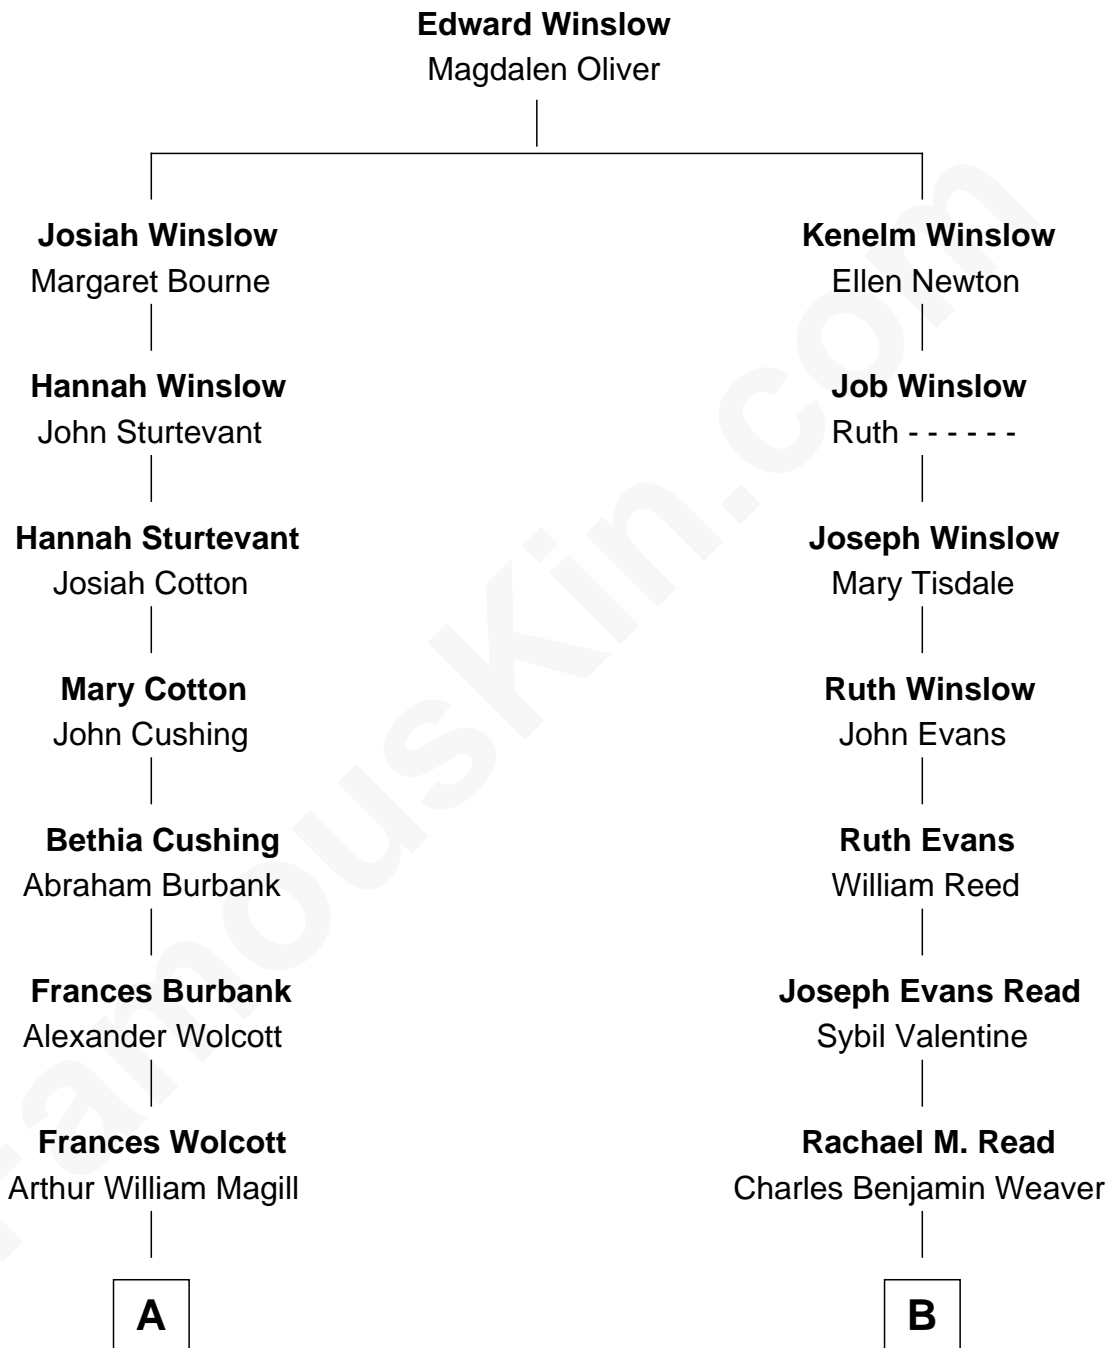 Edward Winslow
Magdalen Oliver
Josiah Winslow
Margaret Bourne
Hannah Winslow
John Sturtevant
Hannah Sturtevant
Josiah Cotton
Mary Cotton
John Cushing
Bethia Cushing
Abraham Burbank
Frances Burbank
Alexander Wolcott
Frances Wolcott
Arthur William Magill
A
Kenelm Winslow
Ellen Newton
Job Winslow
Ruth - - - - - -
Joseph Winslow
Mary Tisdale
Ruth Winslow
John Evans
Ruth Evans
William Reed
Joseph Evans Read
Sybil Valentine
Rachael M. Read
Charles Benjamin Weaver
B
FamousKin.com